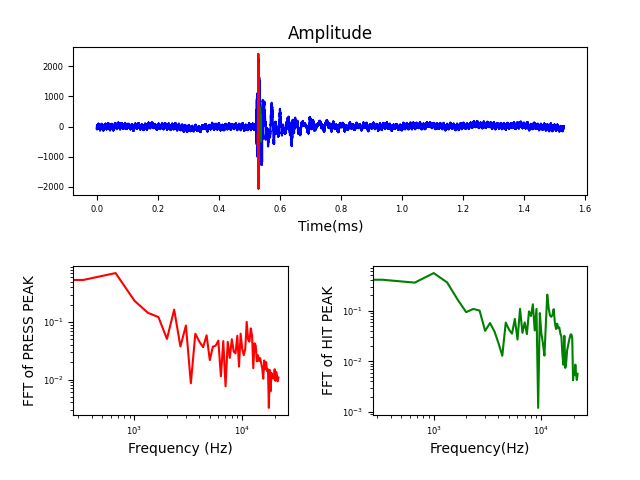 Amplitude
2000
1000
0
−1000
−2000
0.0 0.2 0.4 0.6 0.8 1.0 1.2 1.4 1.6
Time(ms)
FFT of PRESS PEAK
10⁻¹
10⁻²
10³ 10⁴
Frequency (Hz)
FFT of HIT PEAK
10⁻¹
10⁻²
10⁻³
10³ 10⁴
Frequency(Hz)